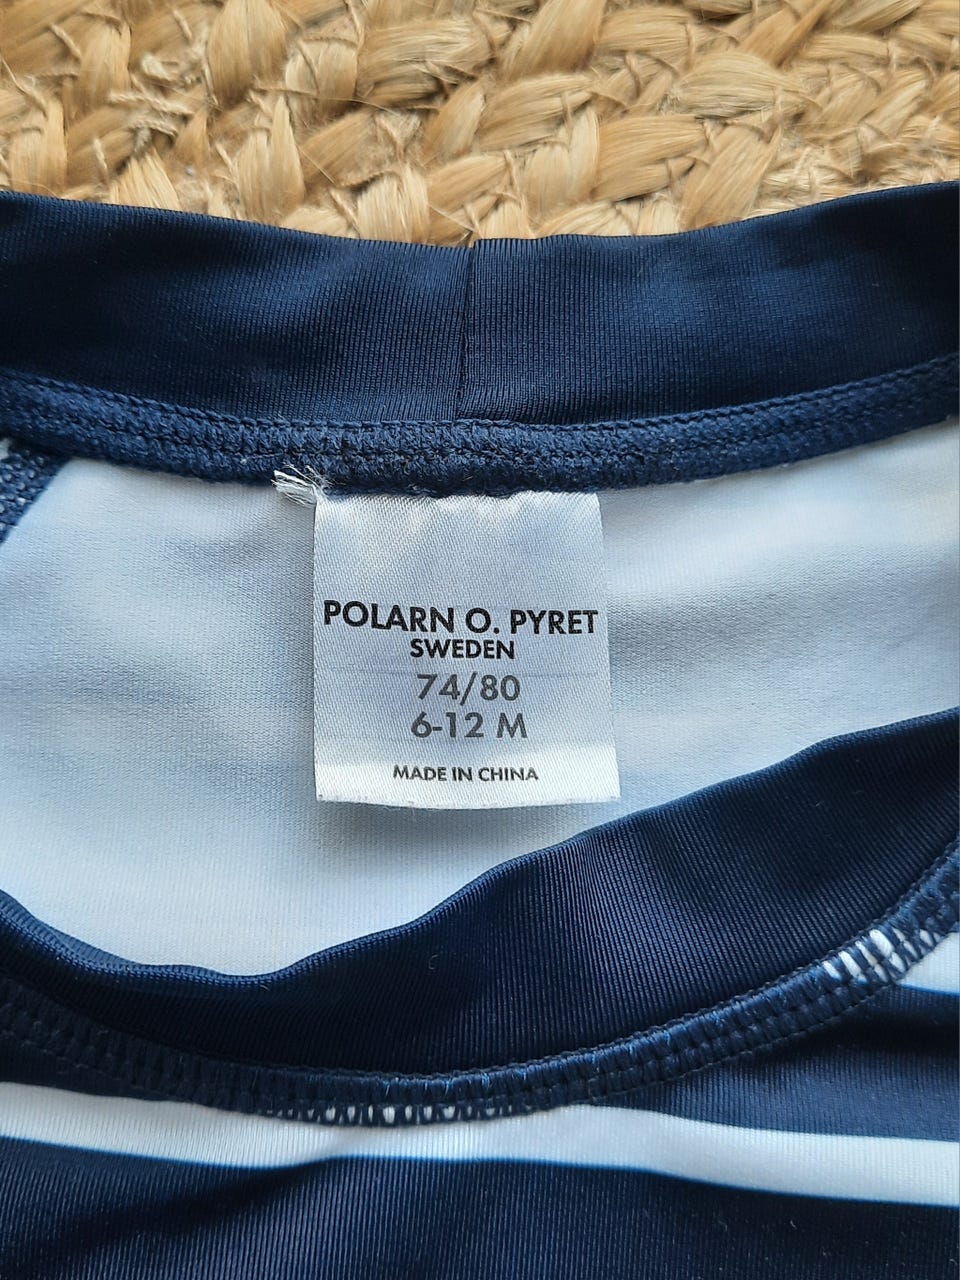 POLARN O. PYRET
SWEDEN
74/80
6-12 M
MADE IN CHINA